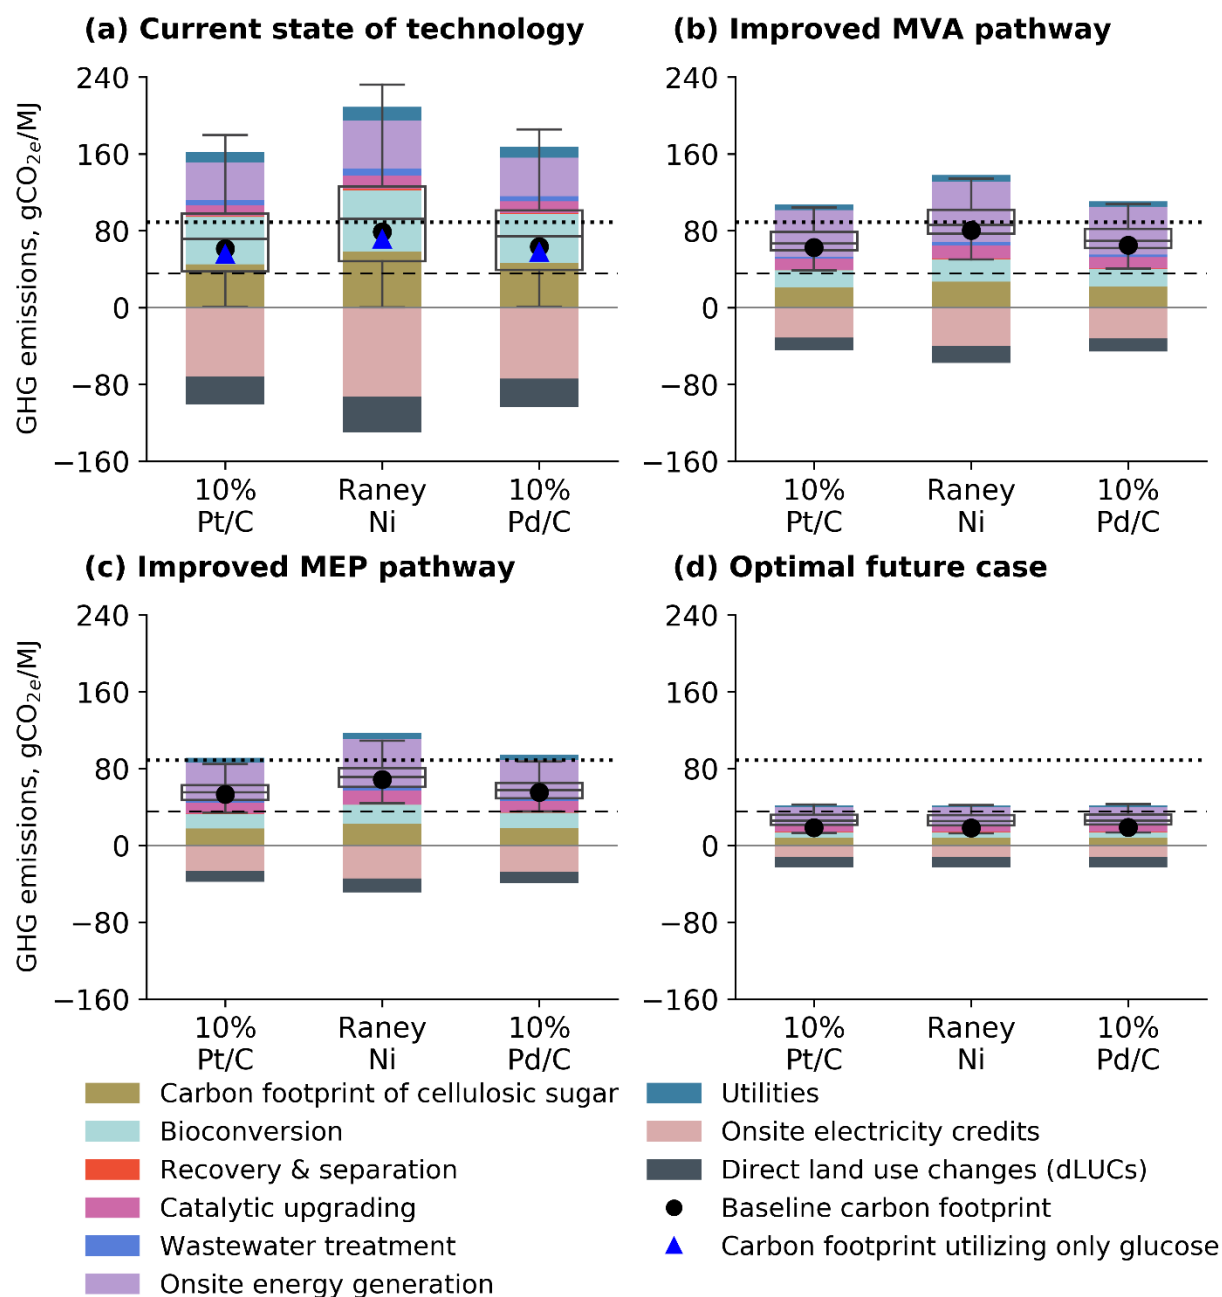 (a) Current state of technology
(b) Improved MVA pathway
GHG emissions, gCO2e/MJ
240
160
80
0
−80
−160
10%
Pt/C
Raney
Ni
10%
Pd/C
240
160
80
0
−80
−160
10%
Pt/C
Raney
Ni
10%
Pd/C
(c) Improved MEP pathway
(d) Optimal future case
GHG emissions, gCO2e/MJ
240
160
80
0
−80
−160
10%
Pt/C
Raney
Ni
10%
Pd/C
240
160
80
0
−80
−160
10%
Pt/C
Raney
Ni
10%
Pd/C
Carbon footprint of cellulosic sugar
Bioconversion
Recovery & separation
Catalytic upgrading
Wastewater treatment
Onsite energy generation
Utilities
Onsite electricity credits
Direct land use changes (dLUCs)
Baseline carbon footprint
Carbon footprint utilizing only glucose